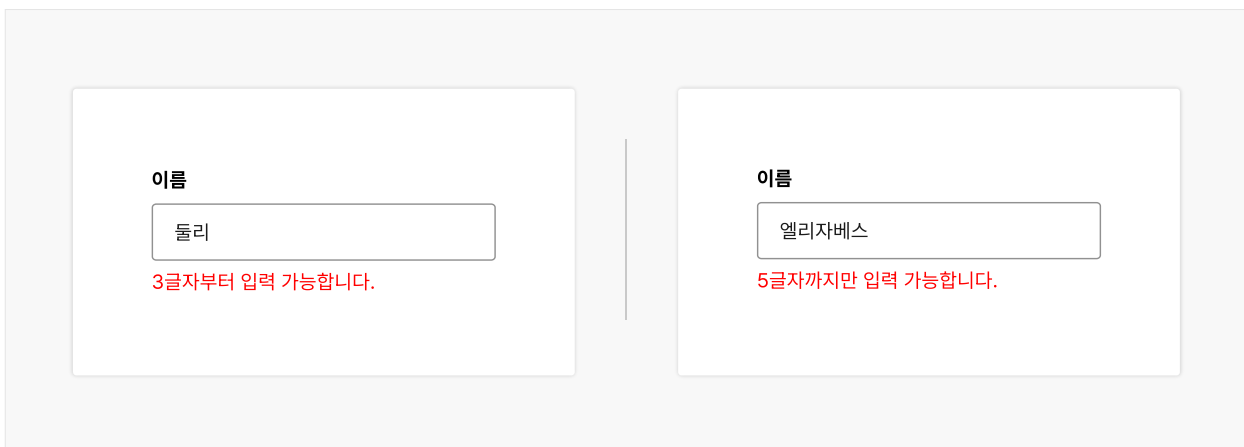 이름
둘리
3글자부터 입력 가능합니다.
이름
엘리자베스
5글자까지만 입력 가능합니다.